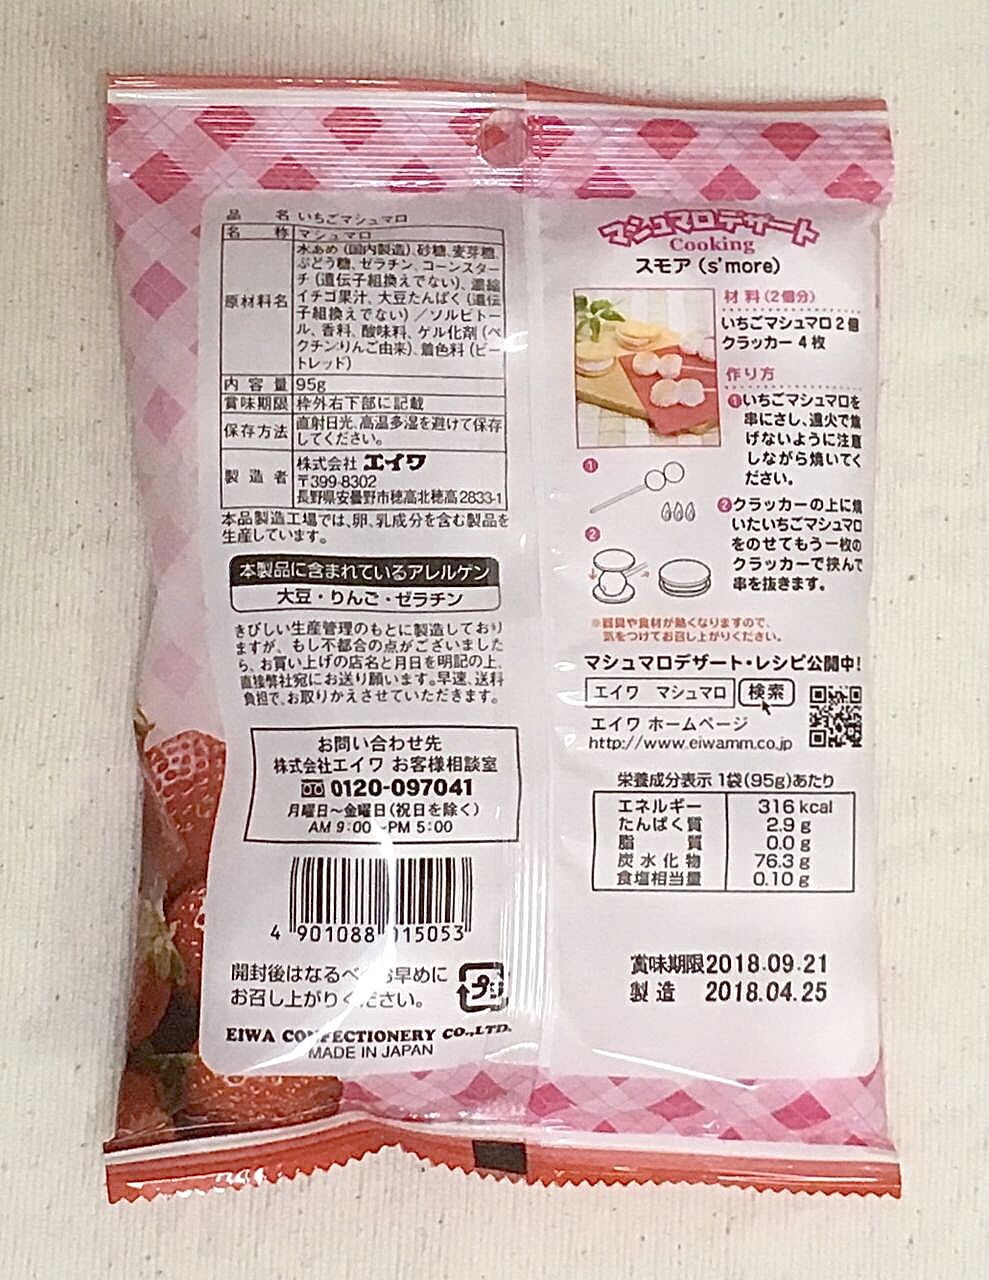 品名 いちごマシュマロ
名称 マシュマロ
原材料名
水あめ(国内製造)、砂糖、麦芽糖、
ぶどう糖、ゼラチン、コーンスター
チ(遺伝子組換えでない)、濃縮
イチゴ果汁、大豆たんぱく(遺伝
子組換えでない)/ソルビトー
ル、香料、酸味料、ゲル化剤(ペ
クチンりんご由来)、着色料(ビー
トレッド)
内容量 95g
賞味期限 枠外右下部に記載
保存方法 直射日光、高温多湿を避けて保存
してください。
製造者 株式会社 エイワ
〒399-8302
長野県安曇野市穂高北穂高2833-1
本品製造工場では、卵、乳成分を含む製品を
生産しています。
本製品に含まれているアレルゲン
大豆・りんご・ゼラチン
きびしい生産管理のもとに製造しており
ますが、もし不都合の点がございました
ら、お買い上げの店名と月日を明記の上、
直接弊社宛にお送り願います。早速、送料
負担で、お取りかえさせていただきます。
お問い合わせ先
株式会社エイワ お客様相談室
0120-097041
月曜日〜金曜日(祝日を除く)
AM 9:00〜PM 5:00
4 901088 015053
開封後はなるべくお早めに
お召し上がりください。
プラ
EIWA CONFECTIONERY CO.,LTD.
MADE IN JAPAN
マシュマロデザート
Cooking
スモア(s'more)
材料(2個分)
いちごマシュマロ2個
クラッカー 4枚
作り方
1 いちごマシュマロを
串にさし、遠火で焦
げないように注意
しながら焼いてく
ださい。
2 クラッカーの上に焼
いたいちごマシュマロ
をのせてもう一枚の
クラッカーで挟んで
串を抜きます。
1
2
※器具や食材が熱くなりますので、
気をつけてお召し上がりください。
マシュマロデザート・レシピ公開中!
エイワ マシュマロ 検索
エイワ ホームページ
http://www.eiwamm.co.jp
栄養成分表示 1袋(95g)あたり
エネルギー 316 kcal
たんぱく質 2.9 g
脂質 0.0 g
炭水化物 76.3 g
食塩相当量 0.10 g
賞味期限2018.09.21
製造 2018.04.25